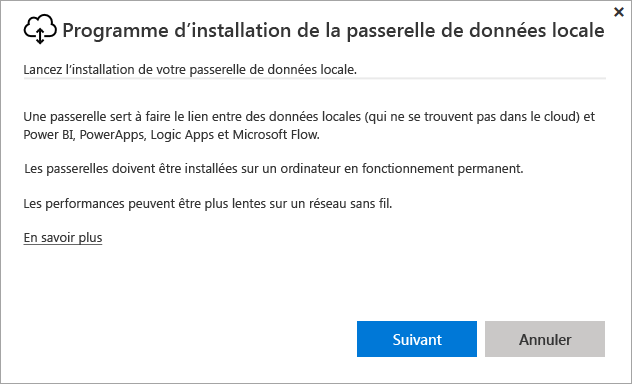 Programme d’installation de la passerelle de données locale
Lancez l’installation de votre passerelle de données locale.
Une passerelle sert à faire le lien entre des données locales (qui ne se trouvent pas dans le cloud) et
Power BI, PowerApps, Logic Apps et Microsoft Flow.
Les passerelles doivent être installées sur un ordinateur en fonctionnement permanent.
Les performances peuvent être plus lentes sur un réseau sans fil.
En savoir plus
Suivant
Annuler